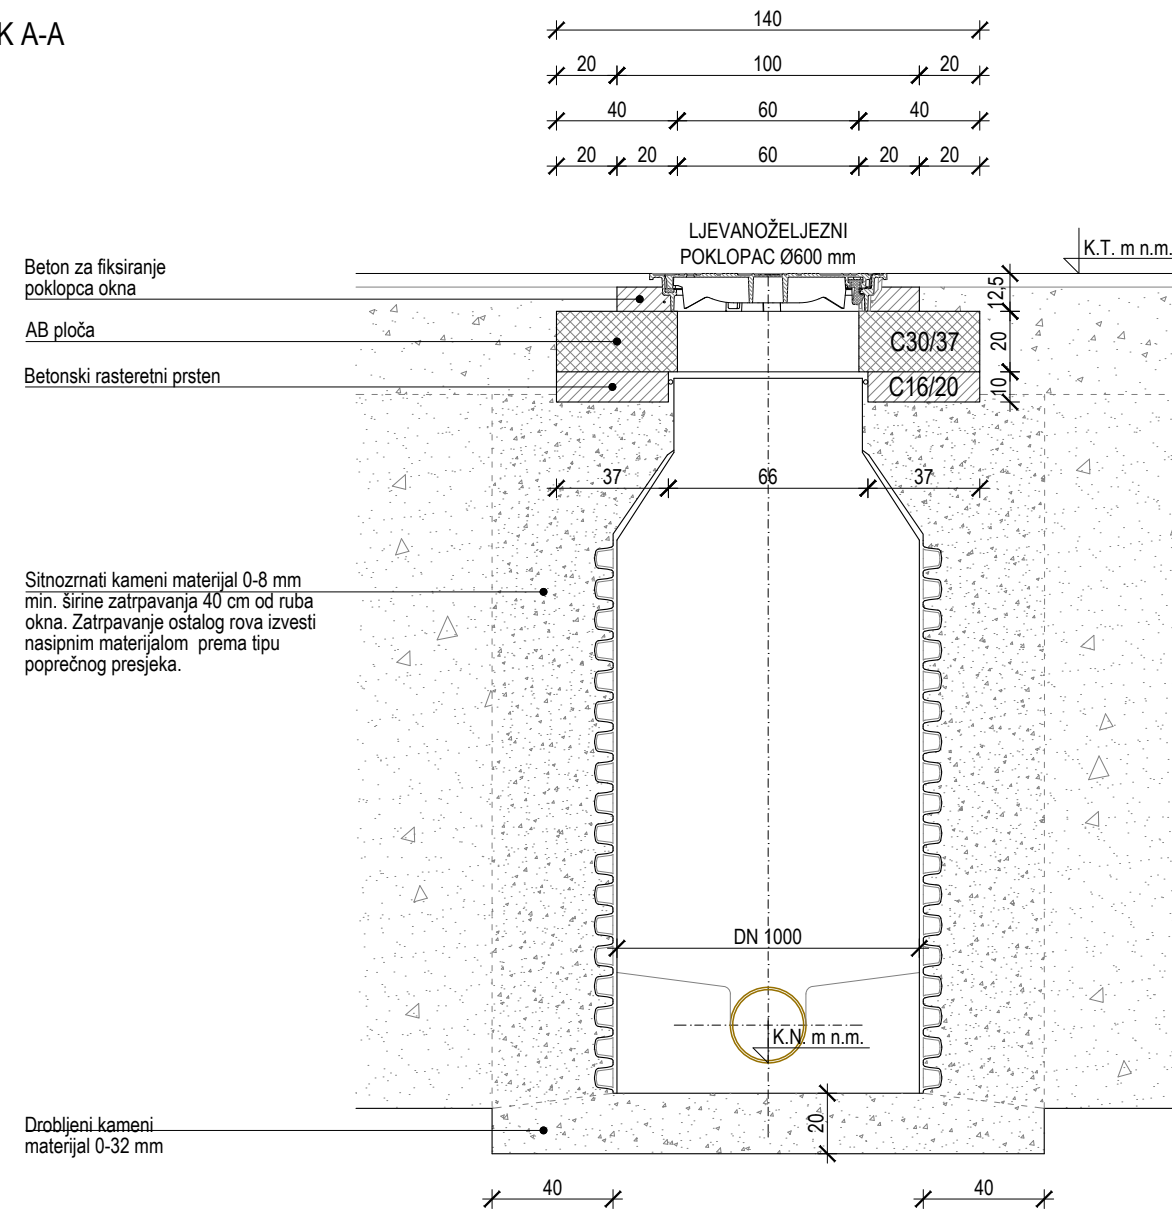 K A-A
140
20 100 20
40 60 40
20 20 60 20 20
LJEVANOŽELJEZNI
POKLOPAC Ø600 mm
K.T. m n.m.
Beton za fiksiranje
poklopca okna
12,5
AB ploča
C30/37
20
Betonski rasteretni prsten
C16/20
10
37 66 37
Sitnozrnati kameni materijal 0-8 mm
min. širine zatrpavanja 40 cm od ruba
okna. Zatrpavanje ostalog rova izvesti
nasipnim materijalom prema tipu
poprečnog presjeka.
DN 1000
K.N. m n.m.
Drobljeni kameni
materijal 0-32 mm
20
40 40